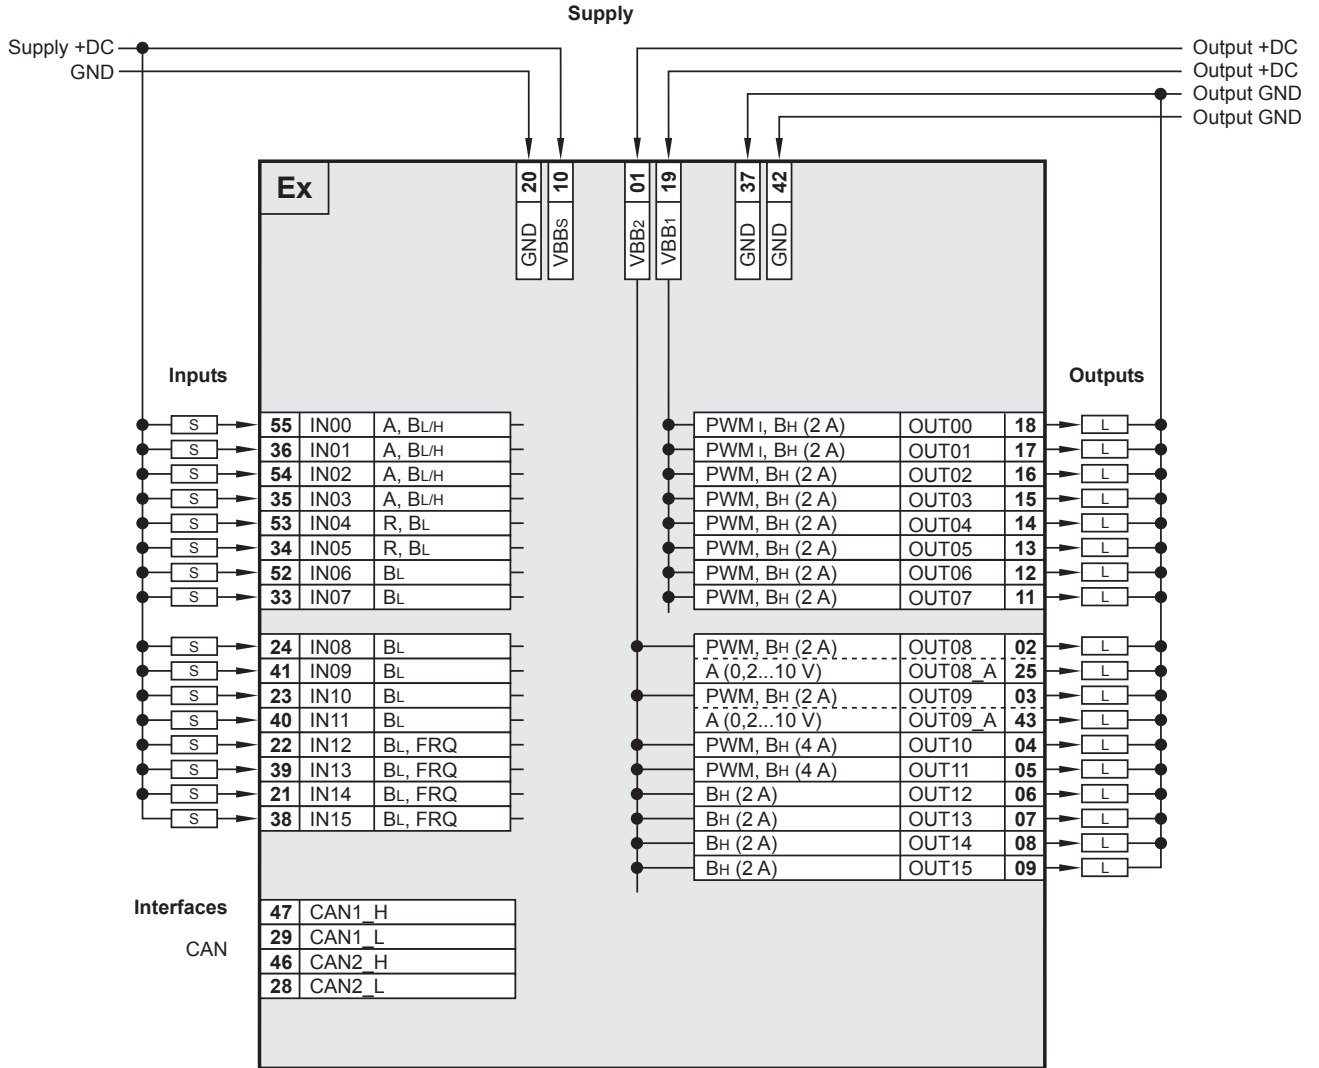 Supply
Supply +DC
GND
Output +DC
Output +DC
Output GND
Output GND
Ex
20 GND
10 VBBS
01 VBB2
19 VBB1
37 GND
42 GND
Inputs
Outputs
S 55 IN00 A, BL/H
S 36 IN01 A, BL/H
S 54 IN02 A, BL/H
S 35 IN03 A, BL/H
S 53 IN04 R, BL
S 34 IN05 R, BL
S 52 IN06 BL
S 33 IN07 BL
S 24 IN08 BL
S 41 IN09 BL
S 23 IN10 BL
S 40 IN11 BL
S 22 IN12 BL, FRQ
S 39 IN13 BL, FRQ
S 21 IN14 BL, FRQ
S 38 IN15 BL, FRQ
PWM I, BH (2 A) OUT00 18 L
PWM I, BH (2 A) OUT01 17 L
PWM, BH (2 A) OUT02 16 L
PWM, BH (2 A) OUT03 15 L
PWM, BH (2 A) OUT04 14 L
PWM, BH (2 A) OUT05 13 L
PWM, BH (2 A) OUT06 12 L
PWM, BH (2 A) OUT07 11 L
PWM, BH (2 A) OUT08 02 L
A (0,2...10 V) OUT08_A 25 L
PWM, BH (2 A) OUT09 03 L
A (0,2...10 V) OUT09_A 43 L
PWM, BH (4 A) OUT10 04 L
PWM, BH (4 A) OUT11 05 L
BH (2 A) OUT12 06 L
BH (2 A) OUT13 07 L
BH (2 A) OUT14 08 L
BH (2 A) OUT15 09 L
Interfaces
CAN
47 CAN1_H
29 CAN1_L
46 CAN2_H
28 CAN2_L